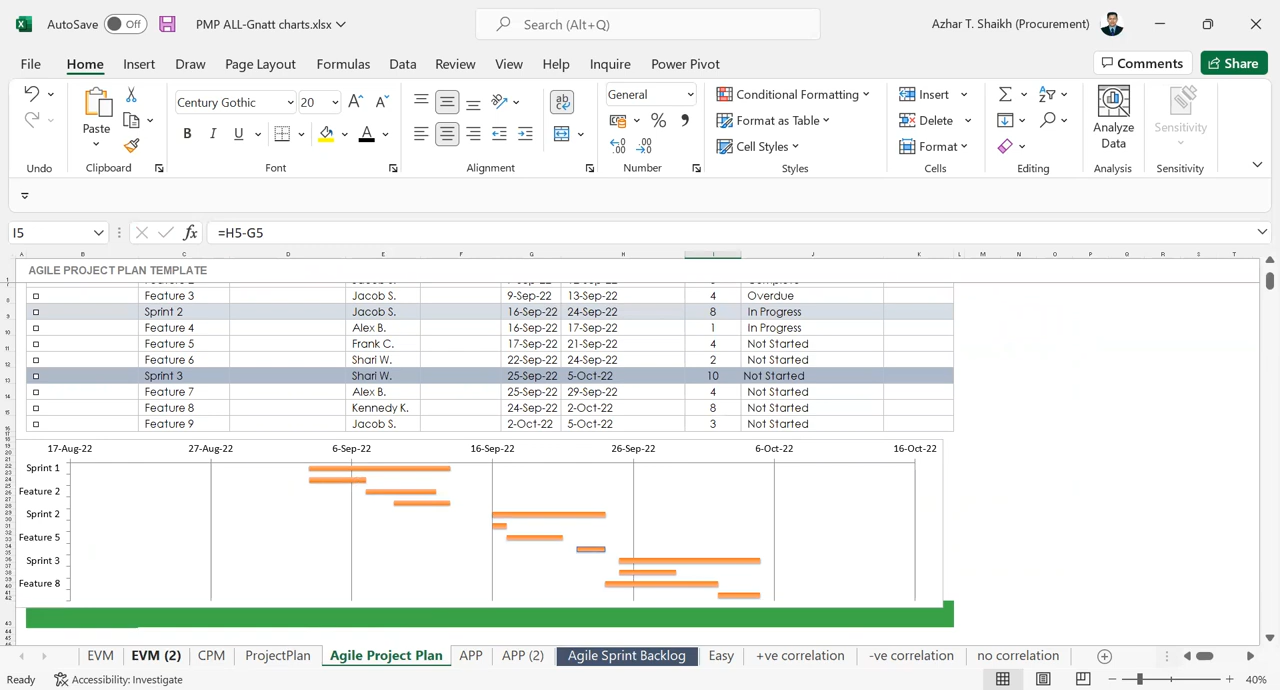 AutoSave Off PMP ALL-Gnatt charts.xlsx Search (Alt+Q) Azhar T. Shaikh (Procurement)
File Home Insert Draw Page Layout Formulas Data Review View Help Inquire Power Pivot Comments Share
Paste Century Gothic 20 General Conditional Formatting Insert Analyze Data Sensitivity
B I U Format as Table Delete
Cell Styles Format
Undo Clipboard Font Alignment Number Styles Cells Editing Analysis Sensitivity
I5 fx =H5-G5
A B C D E F G H I J K L M N O P Q R S T
AGILE PROJECT PLAN TEMPLATE
Feature 3 Jacob S. 9-Sep-22 13-Sep-22 4 Overdue
Sprint 2 Jacob S. 16-Sep-22 24-Sep-22 8 In Progress
Feature 4 Alex B. 16-Sep-22 17-Sep-22 1 In Progress
Feature 5 Frank C. 17-Sep-22 21-Sep-22 4 Not Started
Feature 6 Shari W. 22-Sep-22 24-Sep-22 2 Not Started
Sprint 3 Shari W. 25-Sep-22 5-Oct-22 10 Not Started
Feature 7 Alex B. 25-Sep-22 29-Sep-22 4 Not Started
Feature 8 Kennedy K. 24-Sep-22 2-Oct-22 8 Not Started
Feature 9 Jacob S. 2-Oct-22 5-Oct-22 3 Not Started
17-Aug-22 27-Aug-22 6-Sep-22 16-Sep-22 26-Sep-22 6-Oct-22 16-Oct-22
Sprint 1
Feature 2
Sprint 2
Feature 5
Sprint 3
Feature 8
EVM EVM (2) CPM ProjectPlan Agile Project Plan APP APP (2) Agile Sprint Backlog Easy +ve correlation -ve correlation no correlation
Ready Accessibility: Investigate 40%